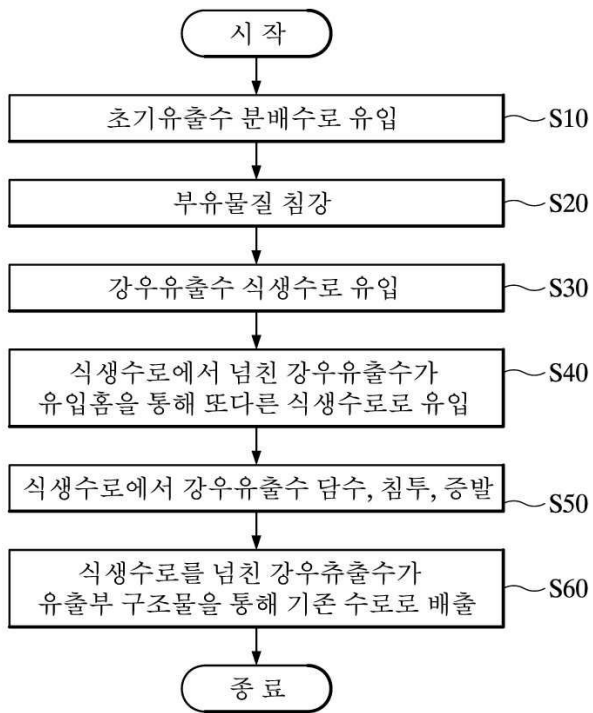 시 작
초기유출수 분배수로 유입
S10
부유물질 침강
S20
강우유출수 식생수로 유입
S30
식생수로에서 넘친 강우유출수가
유입홈을 통해 또다른 식생수로로 유입
S40
식생수로에서 강우유출수 담수, 침투, 증발
S50
식생수로를 넘친 강우츄출수가
유출부 구조물을 통해 기존 수로로 배출
S60
종 료